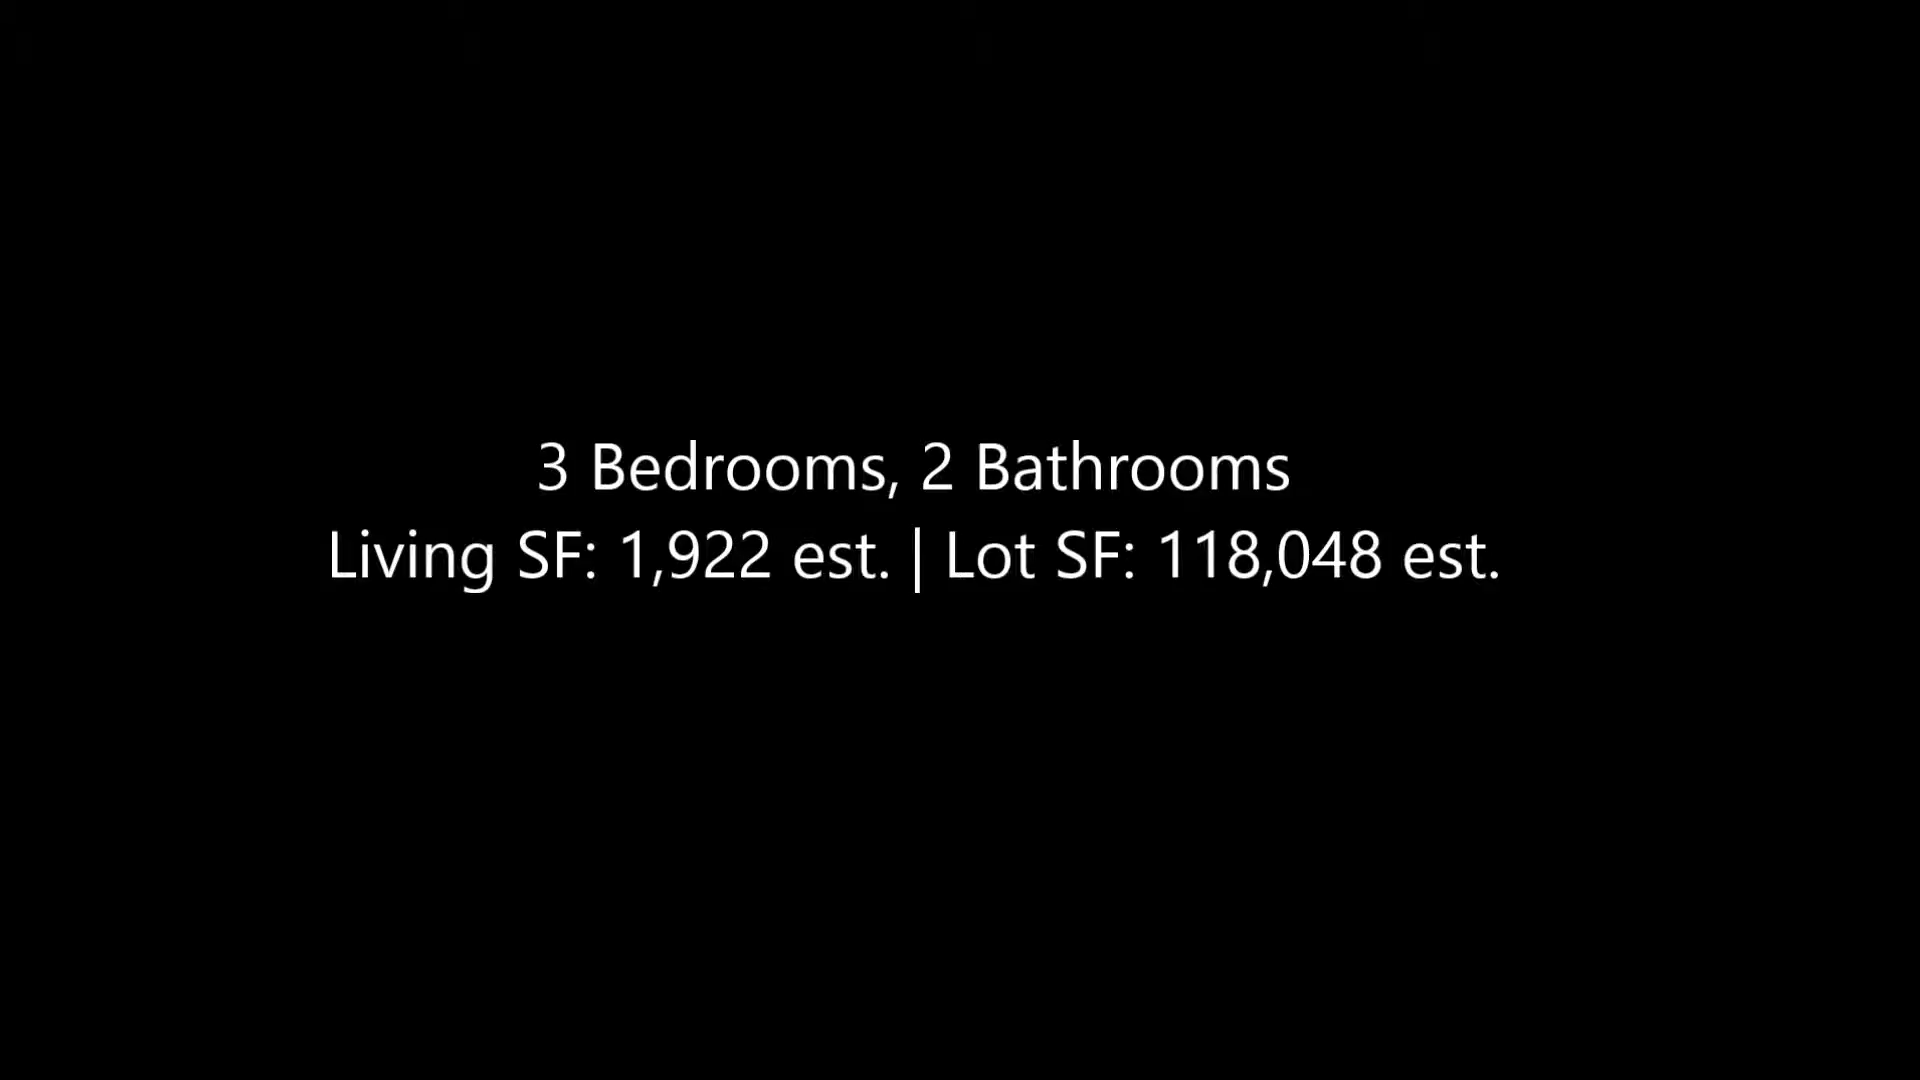 3 Bedrooms, 2 Bathrooms
Living SF: 1,922 est. | Lot SF: 118,048 est.